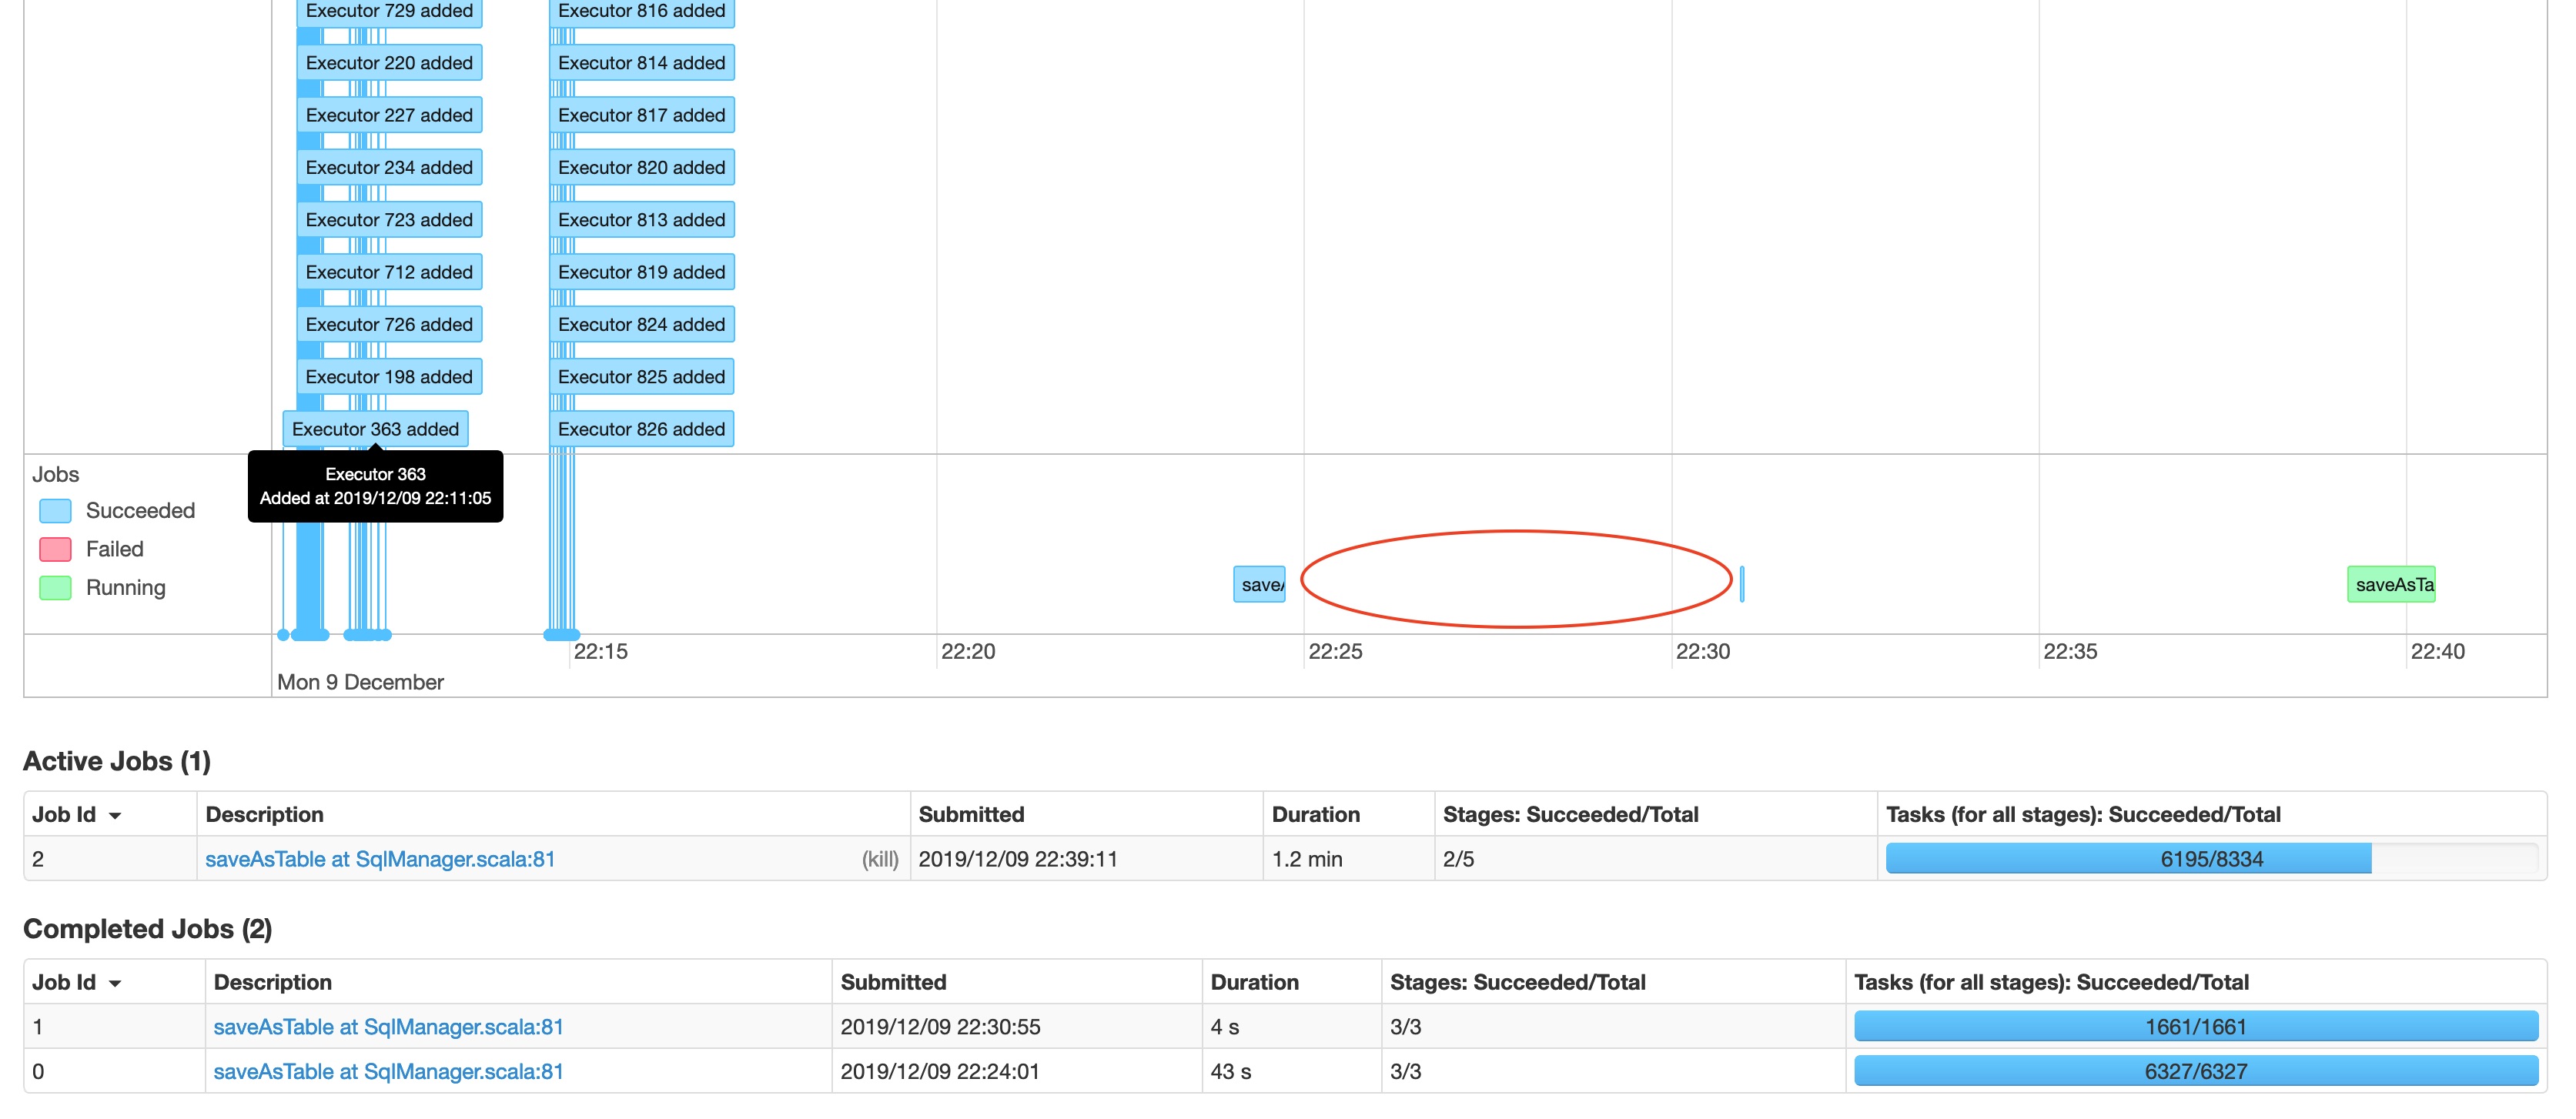 Executor 729 added
Executor 816 added
Executor 220 added
Executor 814 added
Executor 227 added
Executor 817 added
Executor 234 added
Executor 820 added
Executor 723 added
Executor 813 added
Executor 712 added
Executor 819 added
Executor 726 added
Executor 824 added
Executor 198 added
Executor 825 added
Executor 363 added
Executor 826 added
Executor 363
Added at 2019/12/09 22:11:05
Jobs
Succeeded
Failed
Running
save
saveAsTa
22:15 22:20 22:25 22:30 22:35 22:40
Mon 9 December
Active Jobs (1)
Job Id Description Submitted Duration Stages: Succeeded/Total Tasks (for all stages): Succeeded/Total
2 saveAsTable at SqlManager.scala:81 (kill) 2019/12/09 22:39:11 1.2 min 2/5 6195/8334
Completed Jobs (2)
Job Id Description Submitted Duration Stages: Succeeded/Total Tasks (for all stages): Succeeded/Total
1 saveAsTable at SqlManager.scala:81 2019/12/09 22:30:55 4 s 3/3 1661/1661
0 saveAsTable at SqlManager.scala:81 2019/12/09 22:24:01 43 s 3/3 6327/6327